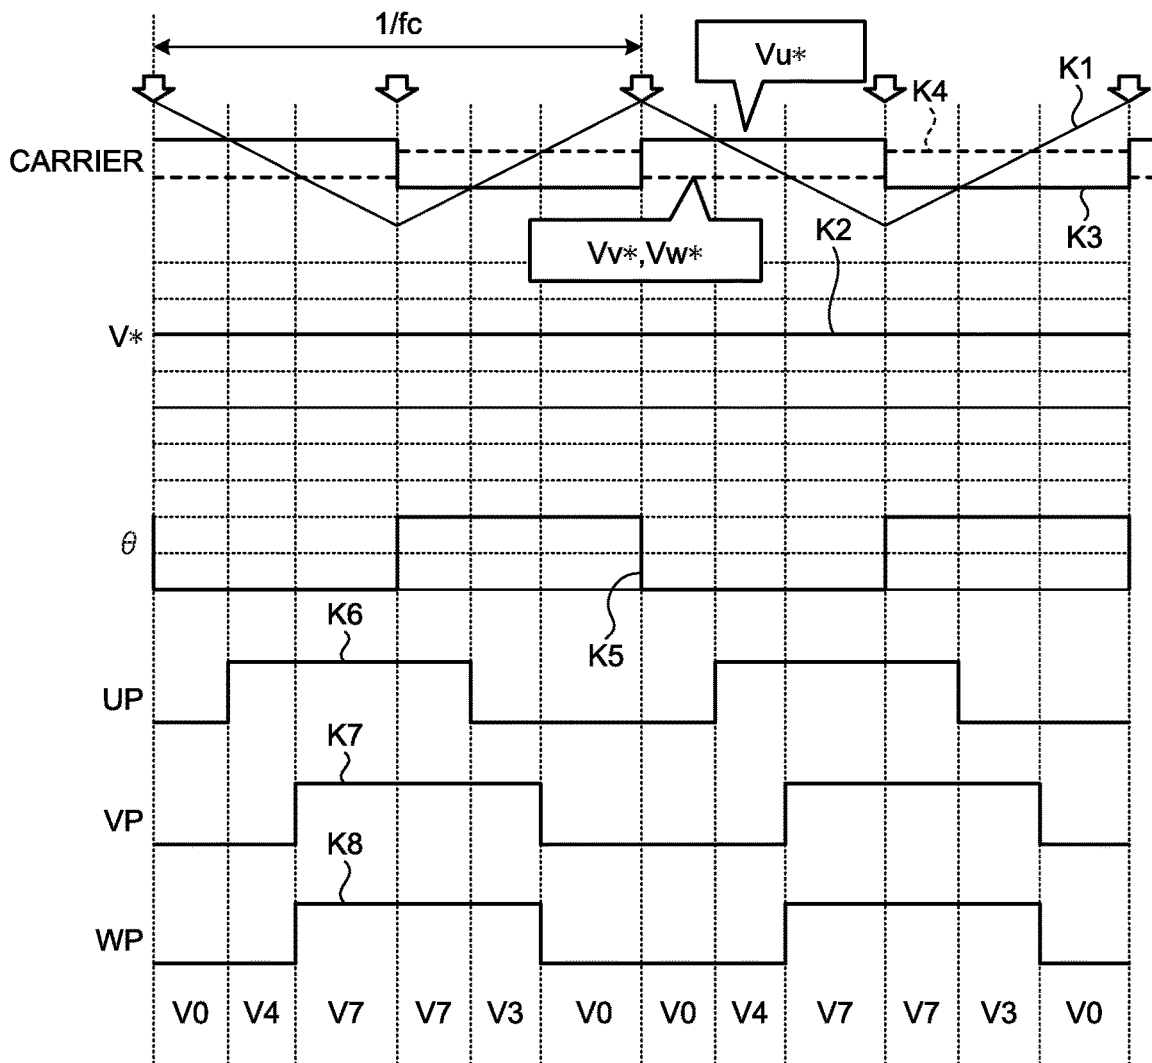 1/fc
Vu*
K4
K1
CARRIER
K3
K2
Vv*,Vw*
V*
θ
K5
K6
UP
K7
VP
K8
WP
V0 V4 V7 V7 V3 V0 V0 V4 V7 V7 V3 V0